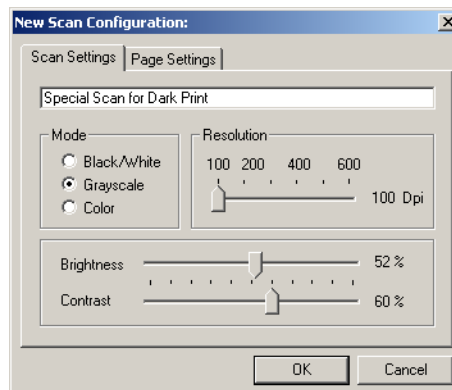 New Scan Configuration:
Scan Settings Page Settings
Special Scan for Dark Print
Mode
Black/White
Grayscale
Color
Resolution
100 200 400 600
100 Dpi
Brightness 52 %
Contrast 60 %
OK Cancel